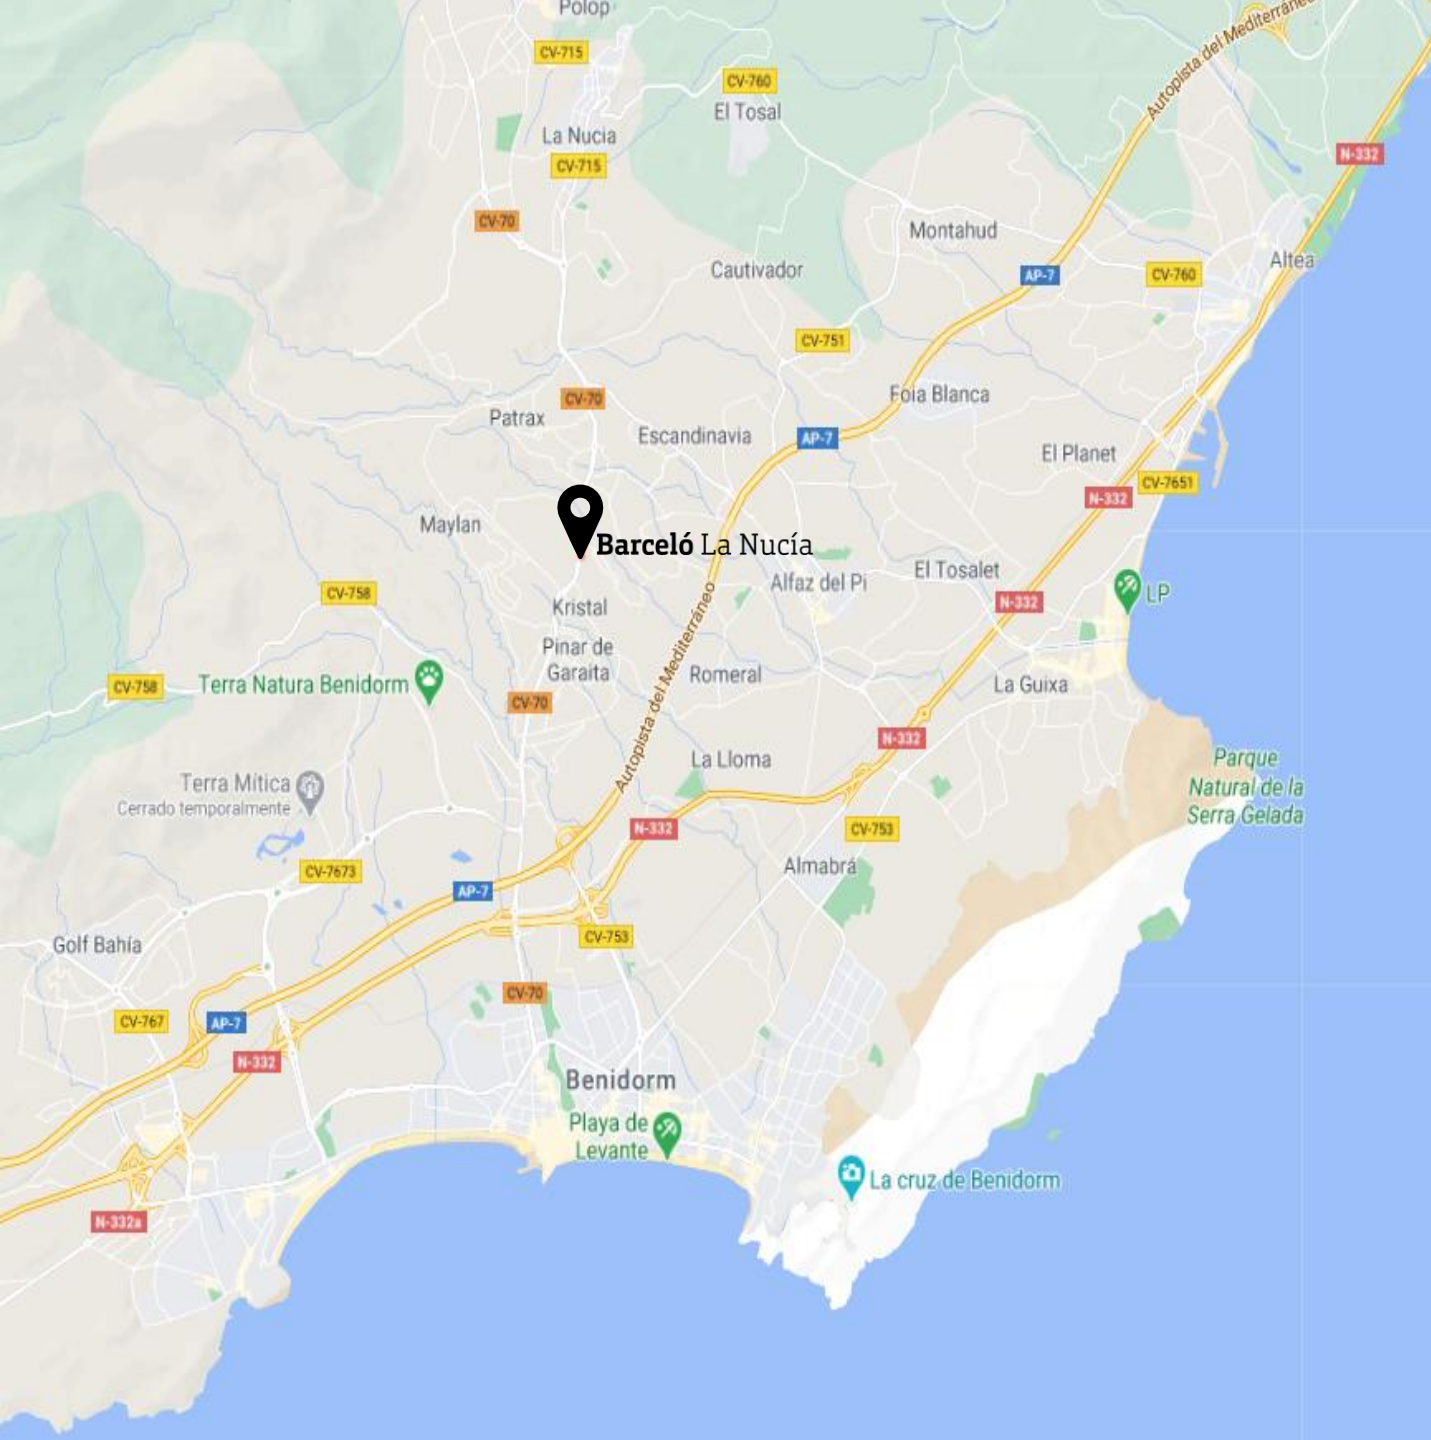 Polop
CV-715
CV-760
El Tosal
Autopista del Mediterráneo
La Nucia
CV-715
N-332
CV-70
Montahud
Cautivador
AP-7
CV-760
Altea
CV-751
Foia Blanca
CV-70
Patrax
Escandinavia
AP-7
El Planet
CV-7651
N-332
Maylan
Barceló La Nucía
Alfaz del Pi
El Tosalet
CV-758
N-332
LP
Kristal
Pinar de
Garaita
Autopista del Mediterráneo
Romeral
CV-758
Terra Natura Benidorm
La Guixa
CV-70
N-332
La Lloma
Parque
Natural de la
Serra Gelada
Terra Mítica
Cerrado temporalmente
N-332
CV-753
CV-7673
Almabrá
AP-7
CV-753
Golf Bahía
CV-70
CV-767
AP-7
N-332
Benidorm
Playa de
Levante
La cruz de Benidorm
N-332a